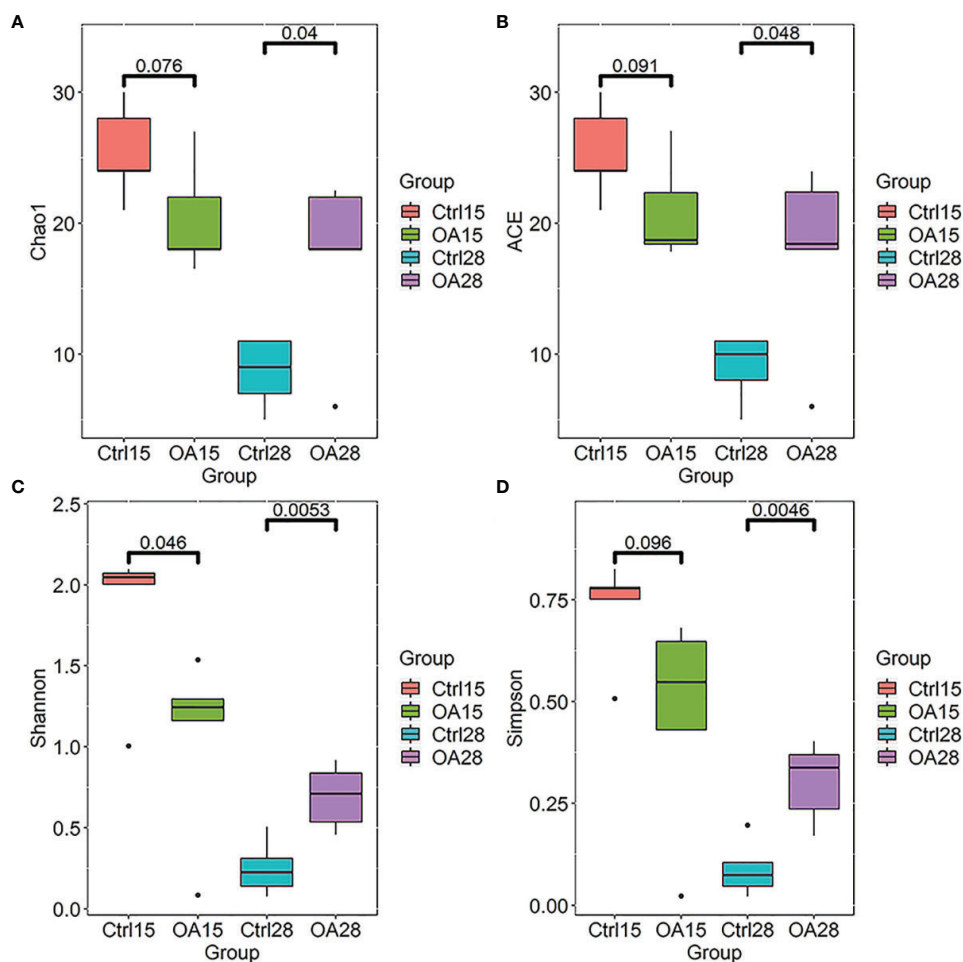 A
0.076
0.04
30
20
10
Chao1
Ctrl15 OA15 Ctrl28 OA28
Group
Group
Ctrl15
OA15
Ctrl28
OA28
B
0.091
0.048
30
20
10
ACE
Ctrl15 OA15 Ctrl28 OA28
Group
Group
Ctrl15
OA15
Ctrl28
OA28
C
0.046
0.0053
2.5
2.0
1.5
1.0
0.5
0.0
Shannon
Ctrl15 OA15 Ctrl28 OA28
Group
Group
Ctrl15
OA15
Ctrl28
OA28
D
0.096
0.0046
0.75
0.50
0.25
0.00
Simpson
Ctrl15 OA15 Ctrl28 OA28
Group
Group
Ctrl15
OA15
Ctrl28
OA28